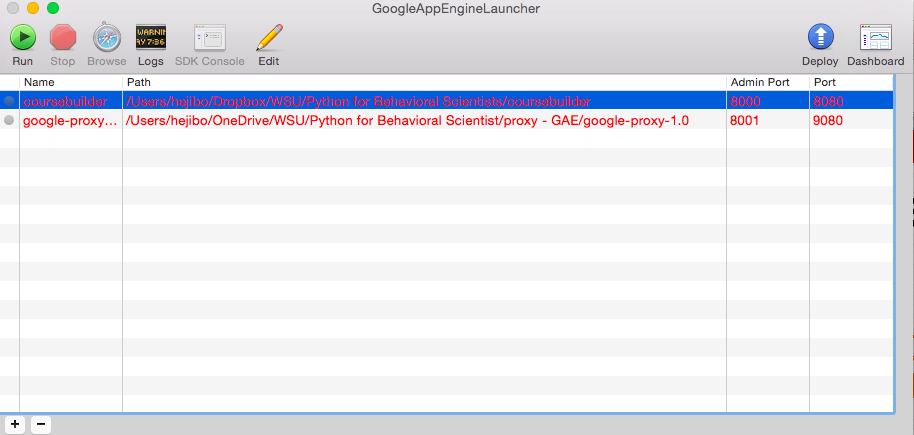 GoogleAppEngineLauncher
Run Stop Browse Logs SDK Console Edit Deploy Dashboard
Name Path Admin Port Port
coursebuilder /Users/hejibo/Dropbox/WSU/Python for Behavioral Scientists/coursebuilder 8000 8080
google-proxy... /Users/hejibo/OneDrive/WSU/Python for Behavioral Scientist/proxy - GAE/google-proxy-1.0 8001 9080